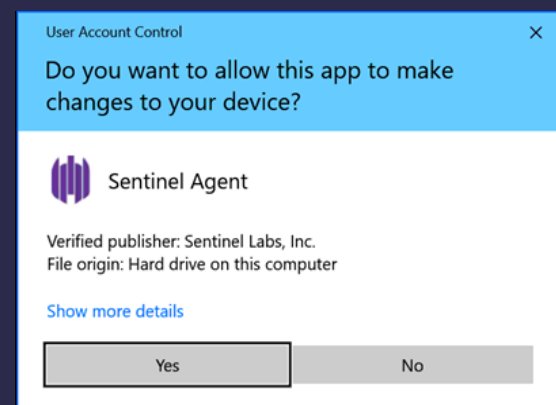 User Account Control
Do you want to allow this app to make
changes to your device?
Sentinel Agent
Verified publisher: Sentinel Labs, Inc.
File origin: Hard drive on this computer
Show more details
Yes
No